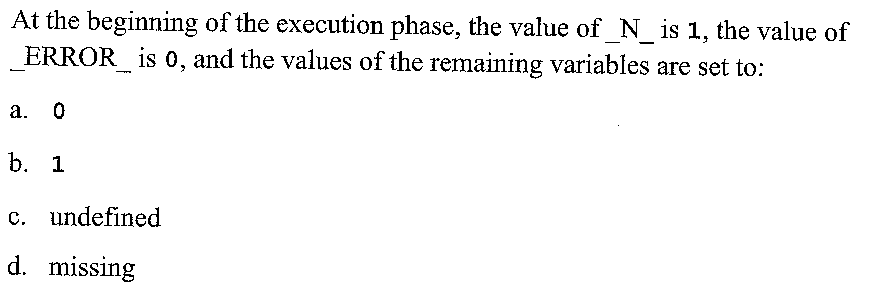 At the beginning of the execution phase, the value of _N_ is 1, the value of
_ERROR_ is 0, and the values of the remaining variables are set to:
a. 0
b. 1
c. undefined
d. missing